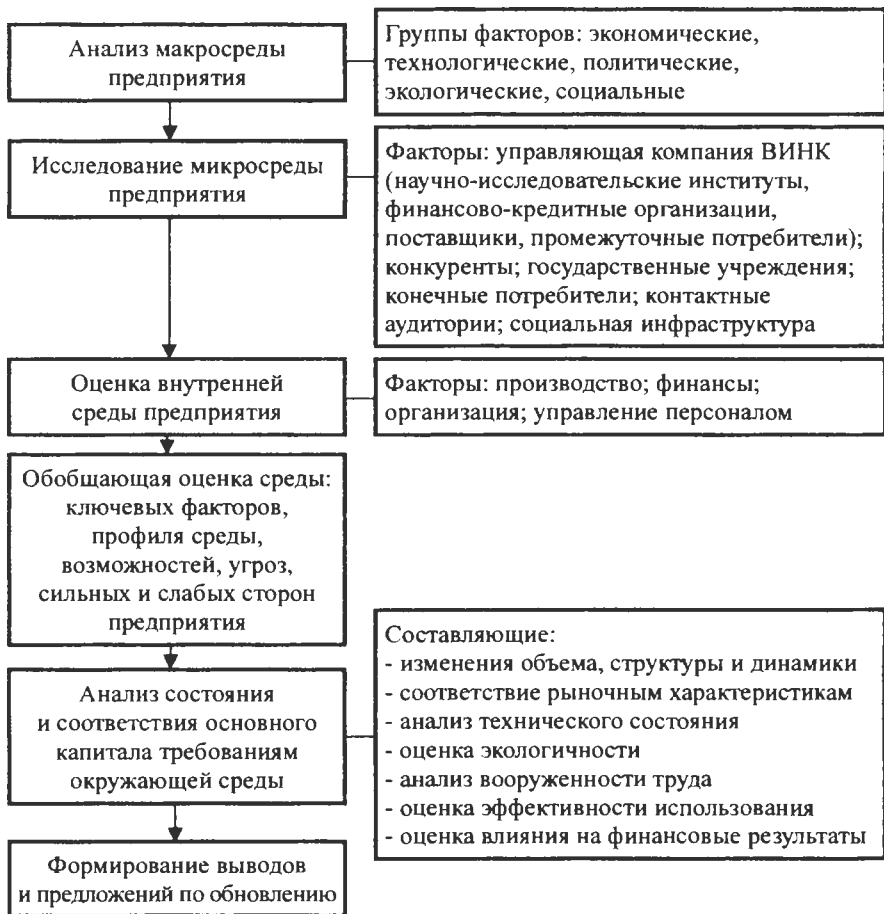 Анализ макросреды
предприятия
Группы факторов: экономические,
технологические, политические,
экологические, социальные
Исследование микросреды
предприятия
Факторы: управляющая компания ВИНК
(научно-исследовательские институты,
финансово-кредитные организации,
поставщики, промежуточные потребители);
конкуренты; государственные учреждения;
конечные потребители; контактные
аудитории; социальная инфраструктура
Оценка внутренней
среды предприятия
Факторы: производство; финансы;
организация; управление персоналом
Обобщающая оценка среды:
ключевых факторов,
профиля среды,
возможностей, угроз,
сильных и слабых сторон
предприятия
Анализ состояния
и соответствия основного
капитала требованиям
окружающей среды
Составляющие:
- изменения объема, структуры и динамики
- соответствие рыночным характеристикам
- анализ технического состояния
- оценка экологичности
- анализ вооруженности труда
- оценка эффективности использования
- оценка влияния на финансовые результаты
Формирование выводов
и предложений по обновлению